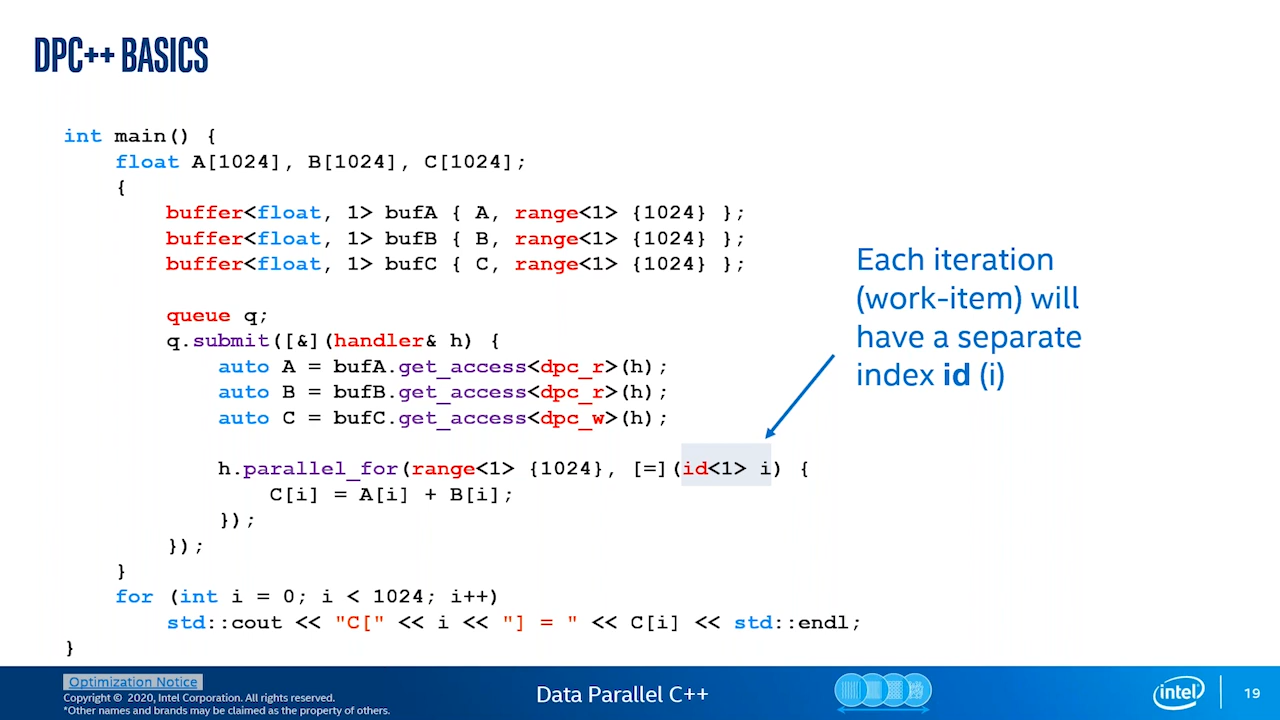 DPC++ BASICS
int main() {
float A[1024], B[1024], C[1024];
{
buffer<float, 1> bufA { A, range<1> {1024} };
buffer<float, 1> bufB { B, range<1> {1024} };
buffer<float, 1> bufC { C, range<1> {1024} };
queue q;
q.submit([&](handler& h) {
auto A = bufA.get_access<dpc_r>(h);
auto B = bufB.get_access<dpc_r>(h);
auto C = bufC.get_access<dpc_w>(h);
h.parallel_for(range<1> {1024}, [=](id<1> i) {
C[i] = A[i] + B[i];
});
});
}
for (int i = 0; i < 1024; i++)
std::cout << "C[" << i << "] = " << C[i] << std::endl;
}
Each iteration
(work-item) will
have a separate
index id (i)
Optimization Notice
Copyright © 2020, Intel Corporation. All rights reserved.
*Other names and brands may be claimed as the property of others.
Data Parallel C++
intel
19